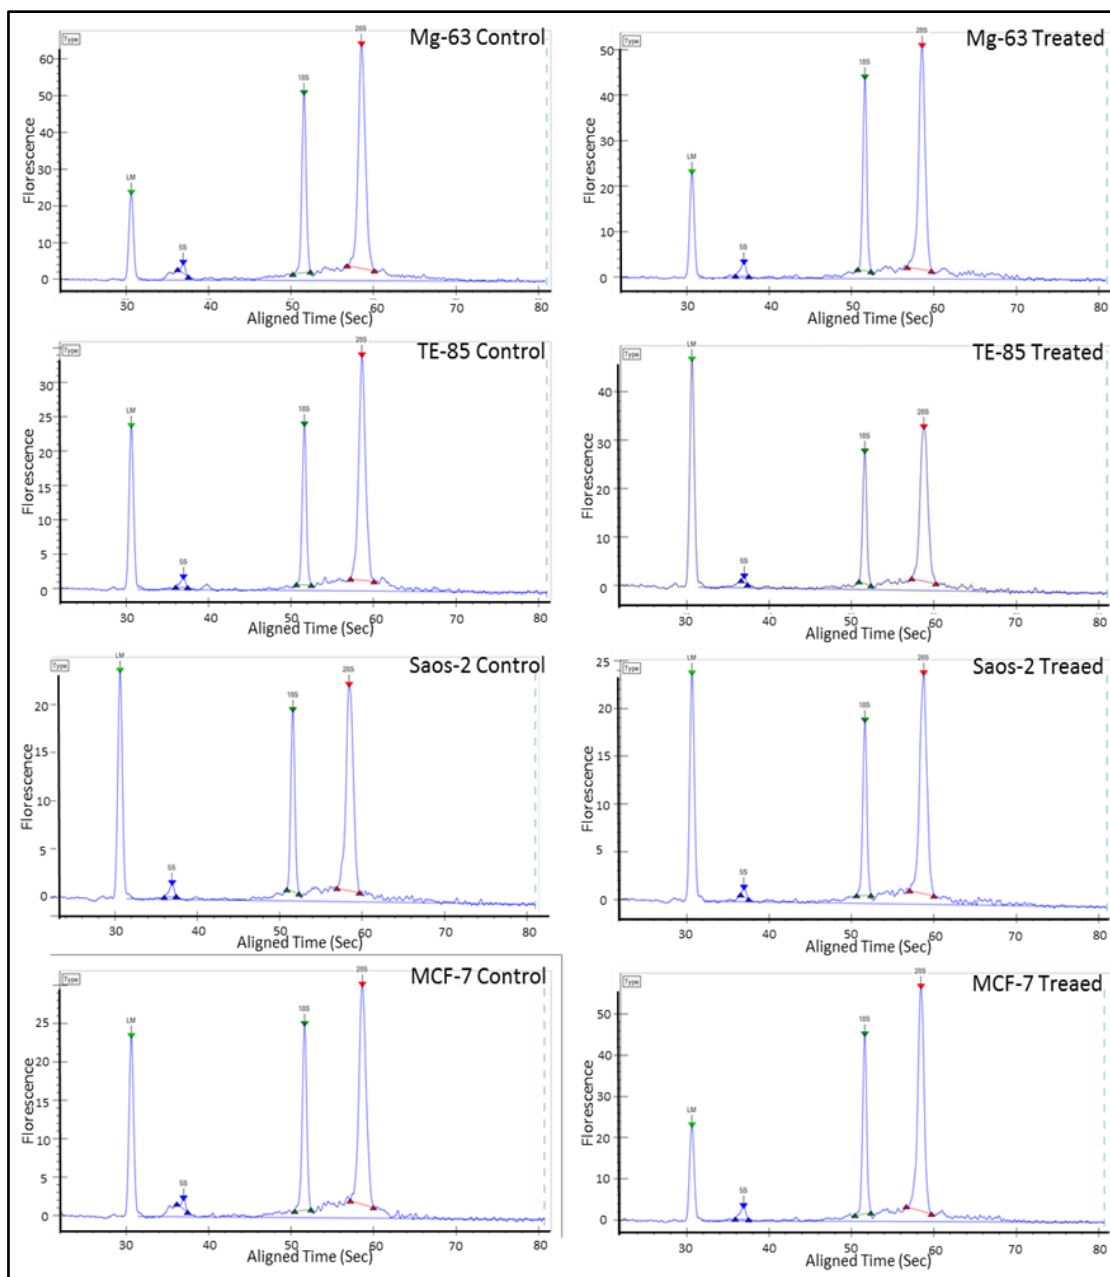 Type
Mg-63 Control
LM
5S
18S
28S
60
50
40
30
20
10
0
Florescence
30 40 50 60 70 80
Aligned Time (Sec)
Type
Mg-63 Treated
LM
5S
18S
28S
50
40
30
20
10
0
Florescence
30 40 50 60 70 80
Aligned Time (Sec)
Type
TE-85 Control
LM
5S
18S
28S
30
25
20
15
10
5
0
Florescence
30 40 50 60 70 80
Aligned Time (Sec)
Type
TE-85 Treated
LM
5S
18S
28S
40
30
20
10
0
Florescence
30 40 50 60 70 80
Aligned Time (Sec)
Type
Saos-2 Control
LM
5S
18S
28S
20
15
10
5
0
Florescence
30 40 50 60 70 80
Aligned Time (Sec)
Type
Saos-2 Treaed
LM
5S
18S
28S
25
20
15
10
5
0
Florescence
30 40 50 60 70 80
Aligned Time (Sec)
Type
MCF-7 Control
LM
5S
18S
28S
25
20
15
10
5
0
Florescence
30 40 50 60 70 80
Aligned Time (Sec)
Type
MCF-7 Treaed
LM
5S
18S
28S
50
40
30
20
10
0
Florescence
30 40 50 60 70 80
Aligned Time (Sec)